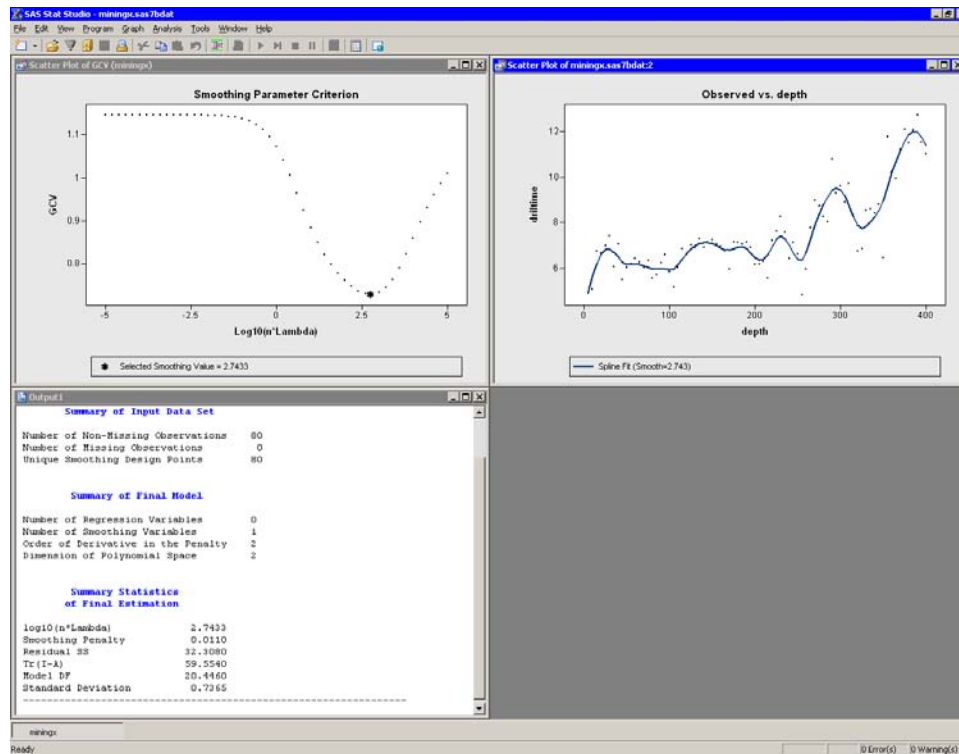 SAS Stat Studio - miningx.sas7bdat
File Edit View Program Graph Analysis Tools Window Help
Scatter Plot of GCV (miningx)
Smoothing Parameter Criterion
GCV
1.1
1
0.9
0.8
-5 -2.5 0 2.5 5
Log10(n*Lambda)
Selected Smoothing Value = 2.7433
Scatter Plot of miningx.sas7bdat:2
Observed vs. depth
driltime
12
10
8
6
0 100 200 300 400
depth
Spline Fit (Smooth=2.743)
Output1
Summary of Input Data Set
Number of Non-Missing Observations 80
Number of Missing Observations 0
Unique Smoothing Design Points 80
Summary of Final Model
Number of Regression Variables 0
Number of Smoothing Variables 1
Order of Derivative in the Penalty 2
Dimension of Polynomial Space 2
Summary Statistics
of Final Estimation
log10(n*Lambda) 2.7433
Smoothing Penalty 0.0110
Residual SS 32.3080
Tr(I-A) 59.5540
Model DF 20.4460
Standard Deviation 0.7365
miningx
Ready
0 Error(s) 0 Warning(s)